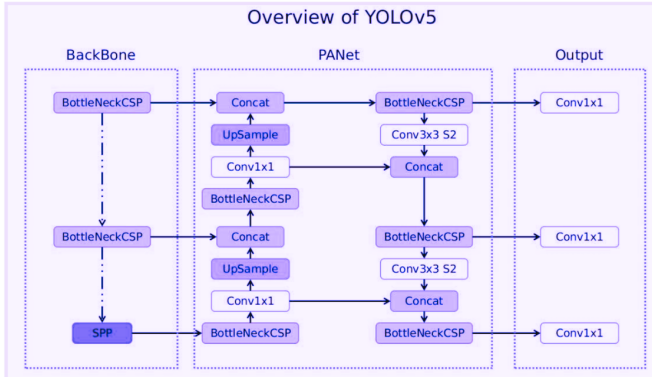 Overview of YOLOv5
BackBone
PANet
Output
BottleNeckCSP
Concat
BottleNeckCSP
Conv1x1
UpSample
Conv3x3 S2
Conv1x1
Concat
BottleNeckCSP
BottleNeckCSP
Concat
BottleNeckCSP
Conv1x1
UpSample
Conv3x3 S2
Conv1x1
Concat
SPP
BottleNeckCSP
BottleNeckCSP
Conv1x1